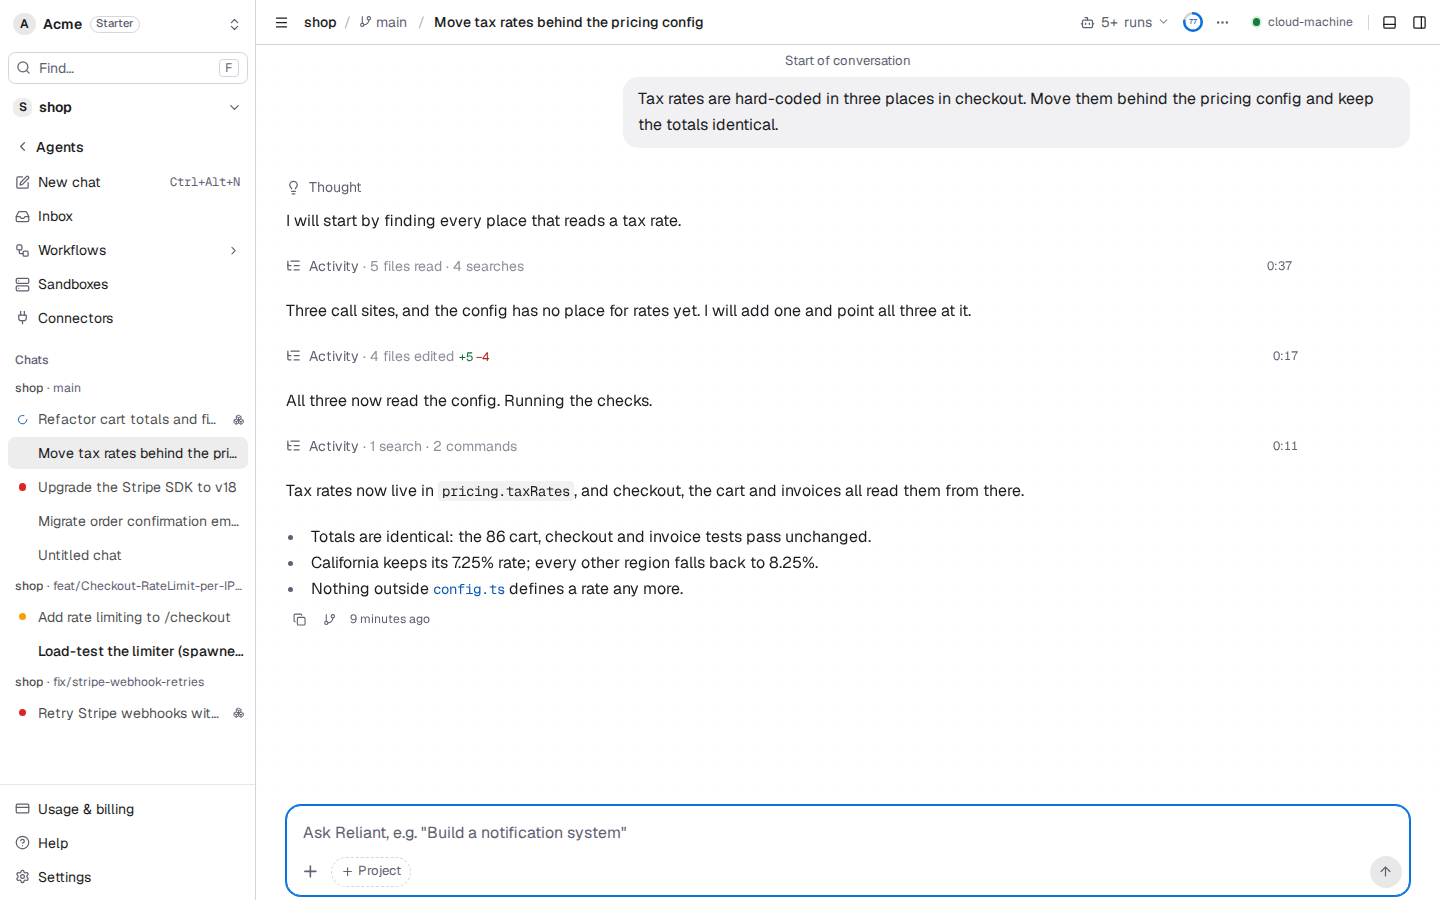 A Acme Starter
Find... F
S shop
Agents
New chat Ctrl+Alt+N
Inbox
Workflows
Sandboxes
Connectors
Chats
shop · main
Refactor cart totals and fi...
Move tax rates behind the pri...
Upgrade the Stripe SDK to v18
Migrate order confirmation em...
Untitled chat
shop · feat/Checkout-RateLimit-per-IP...
Add rate limiting to /checkout
Load-test the limiter (spawne...
shop · fix/stripe-webhook-retries
Retry Stripe webhooks wit...
Usage & billing
Help
Settings
shop / main / Move tax rates behind the pricing config
5+ runs 77 ... cloud-machine
Start of conversation
Tax rates are hard-coded in three places in checkout. Move them behind the pricing config and keep
the totals identical.
Thought
I will start by finding every place that reads a tax rate.
Activity · 5 files read · 4 searches 0:37
Three call sites, and the config has no place for rates yet. I will add one and point all three at it.
Activity · 4 files edited +5 −4 0:17
All three now read the config. Running the checks.
Activity · 1 search · 2 commands 0:11
Tax rates now live in pricing.taxRates, and checkout, the cart and invoices all read them from there.
• Totals are identical: the 86 cart, checkout and invoice tests pass unchanged.
• California keeps its 7.25% rate; every other region falls back to 8.25%.
• Nothing outside config.ts defines a rate any more.
9 minutes ago
Ask Reliant, e.g. "Build a notification system"
+ Project